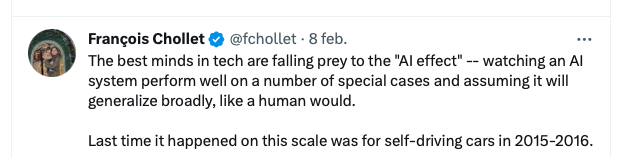 François Chollet @fchollet · 8 feb.
The best minds in tech are falling prey to the "AI effect" -- watching an AI
system perform well on a number of special cases and assuming it will
generalize broadly, like a human would.
Last time it happened on this scale was for self-driving cars in 2015-2016.